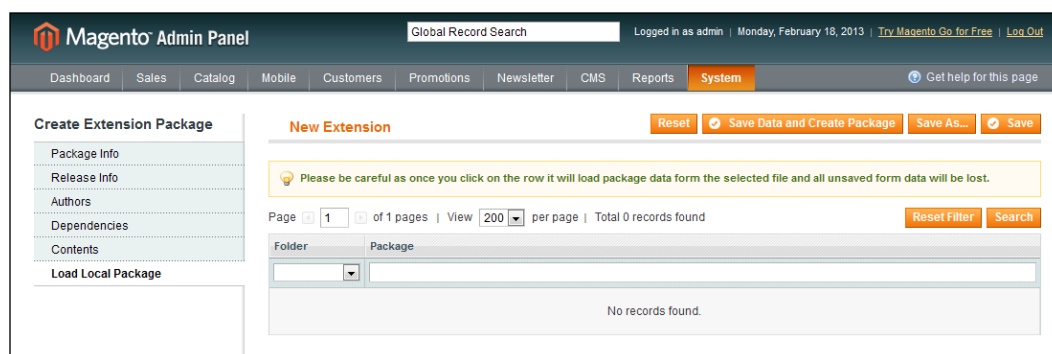 Magento Admin Panel
Global Record Search
Logged in as admin | Monday, February 18, 2013 | Try Magento Go for Free | Log Out
Dashboard Sales Catalog Mobile Customers Promotions Newsletter CMS Reports System Get help for this page
Create Extension Package
Package Info
Release Info
Authors
Dependencies
Contents
Load Local Package
New Extension
Reset Save Data and Create Package Save As... Save
Please be careful as once you click on the row it will load package data form the selected file and all unsaved form data will be lost.
Page 1 of 1 pages | View 200 per page | Total 0 records found
Reset Filter Search
Folder Package
No records found.